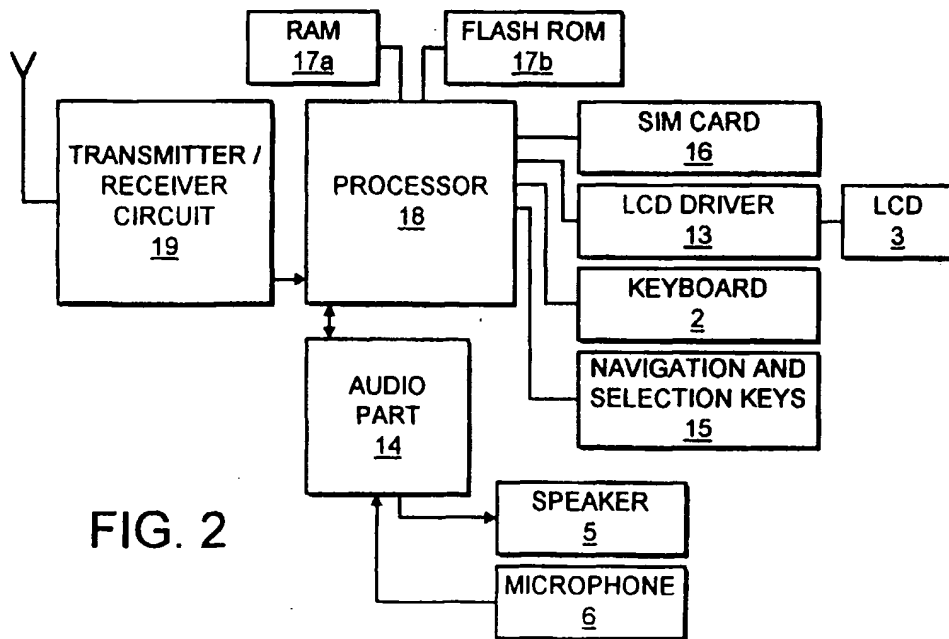 RAM
17a
FLASH ROM
17b
TRANSMITTER /
RECEIVER
CIRCUIT
19
PROCESSOR
18
SIM CARD
16
LCD DRIVER
13
LCD
3
KEYBOARD
2
NAVIGATION AND
SELECTION KEYS
15
AUDIO
PART
14
SPEAKER
5
MICROPHONE
6
FIG. 2